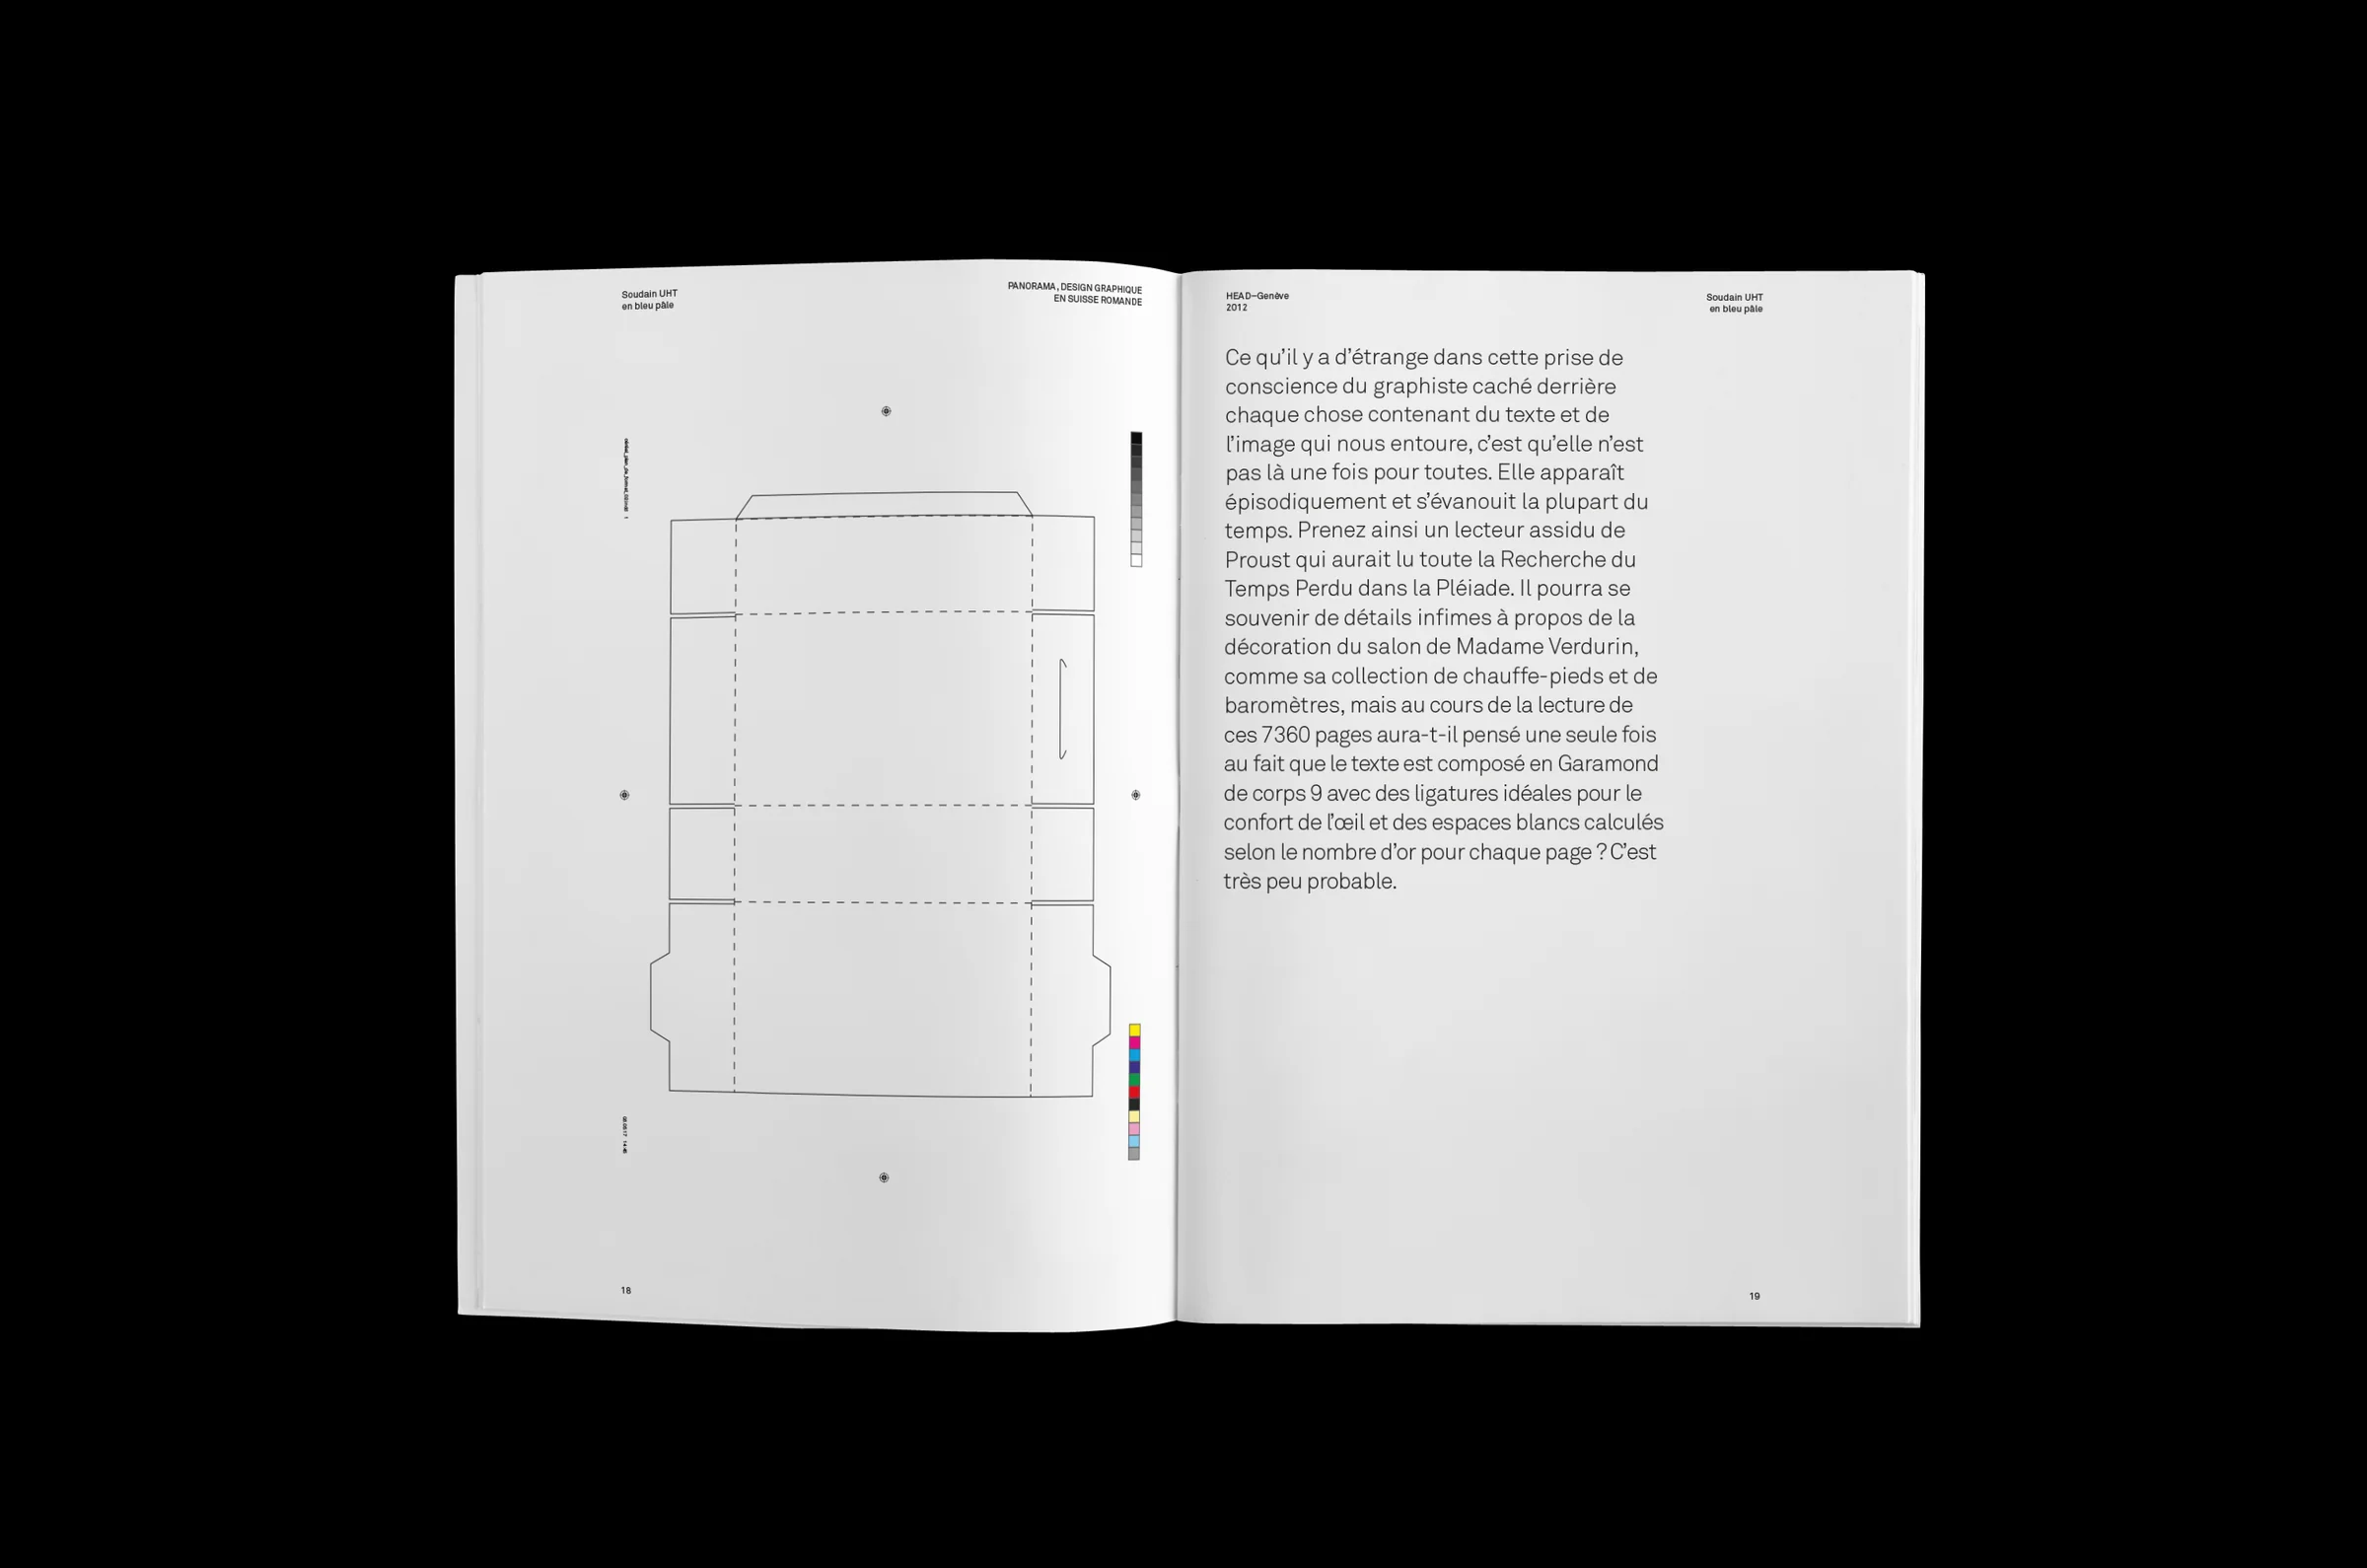 Soudain UHT
en bleu pâle
PANORAMA, DESIGN GRAPHIQUE
EN SUISSE ROMANDE
18
HEAD–Genève
2012
Soudain UHT
en bleu pâle
Ce qu’il y a d’étrange dans cette prise de
conscience du graphiste caché derrière
chaque chose contenant du texte et de
l’image qui nous entoure, c’est qu’elle n’est
pas là une fois pour toutes. Elle apparaît
épisodiquement et s’évanouit la plupart du
temps. Prenez ainsi un lecteur assidu de
Proust qui aurait lu toute la Recherche du
Temps Perdu dans la Pléiade. Il pourra se
souvenir de détails infimes à propos de la
décoration du salon de Madame Verdurin,
comme sa collection de chauffe-pieds et de
baromètres, mais au cours de la lecture de
ces 7360 pages aura-t-il pensé une seule fois
au fait que le texte est composé en Garamond
de corps 9 avec des ligatures idéales pour le
confort de l’œil et des espaces blancs calculés
selon le nombre d’or pour chaque page ? C’est
très peu probable.
19